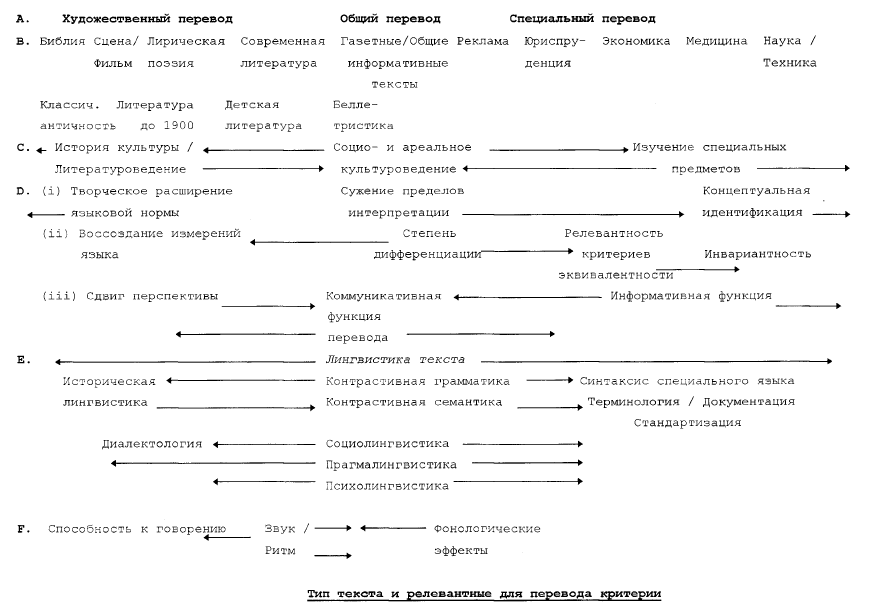 A. Художественный перевод Общий перевод Специальный перевод
B. Библия Сцена/ Лирическая Современная Газетные/Общие Реклама Юриспру- Экономика Медицина Наука /
Фильм поэзия литература информативные денция Техника
тексты
Классич. Литература Детская Белле-
античность до 1900 литература тристика
C. История культуры / Социо- и ареальное Изучение специальных
Литературоведение культуроведение предметов
D. (i) Творческое расширение Сужение пределов Концептуальная
языковой нормы интерпретации идентификация
(ii) Воссоздание измерений Степень Релевантность
языка дифференциации критериев Инвариантность
эквивалентности
(iii) Сдвиг перспективы Коммуникативная Информативная функция
функция
перевода
E. Лингвистика текста
Историческая Контрастивная грамматика Синтаксис специального языка
лингвистика Контрастивная семантика Терминология / Документация
Стандартизация
Диалектология Социолингвистика
Прагмалингвистика
Психолингвистика
F. Способность к говорению Звук / Фонологические
Ритм эффекты
Тип текста и релевантные для перевода критерии